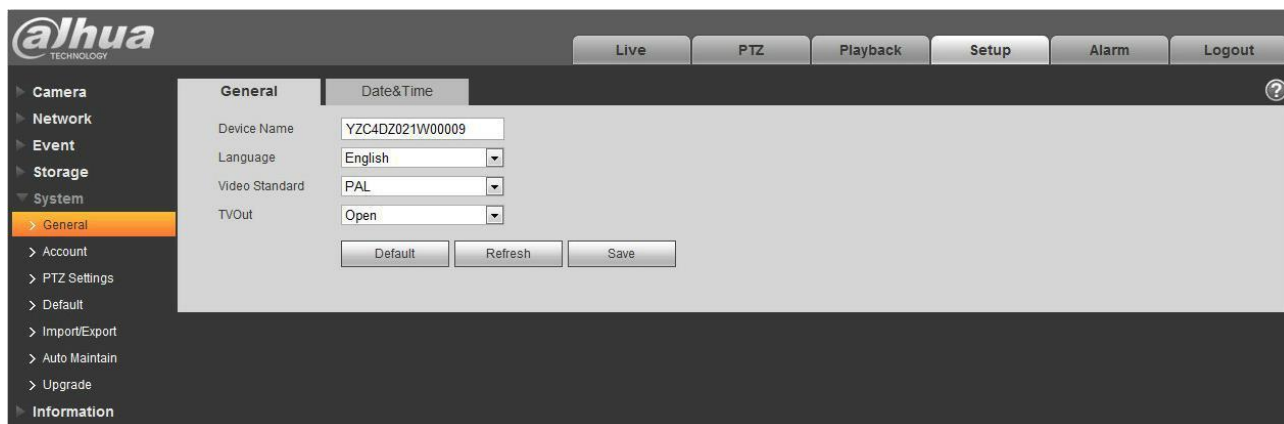 alhua
TECHNOLOGY
Live PTZ Playback Setup Alarm Logout
Camera
Network
Event
Storage
System
> General
> Account
> PTZ Settings
> Default
> Import/Export
> Auto Maintain
> Upgrade
Information
General Date&Time
?
Device Name YZC4DZ021W00009
Language English
Video Standard PAL
TVOut Open
Default Refresh Save